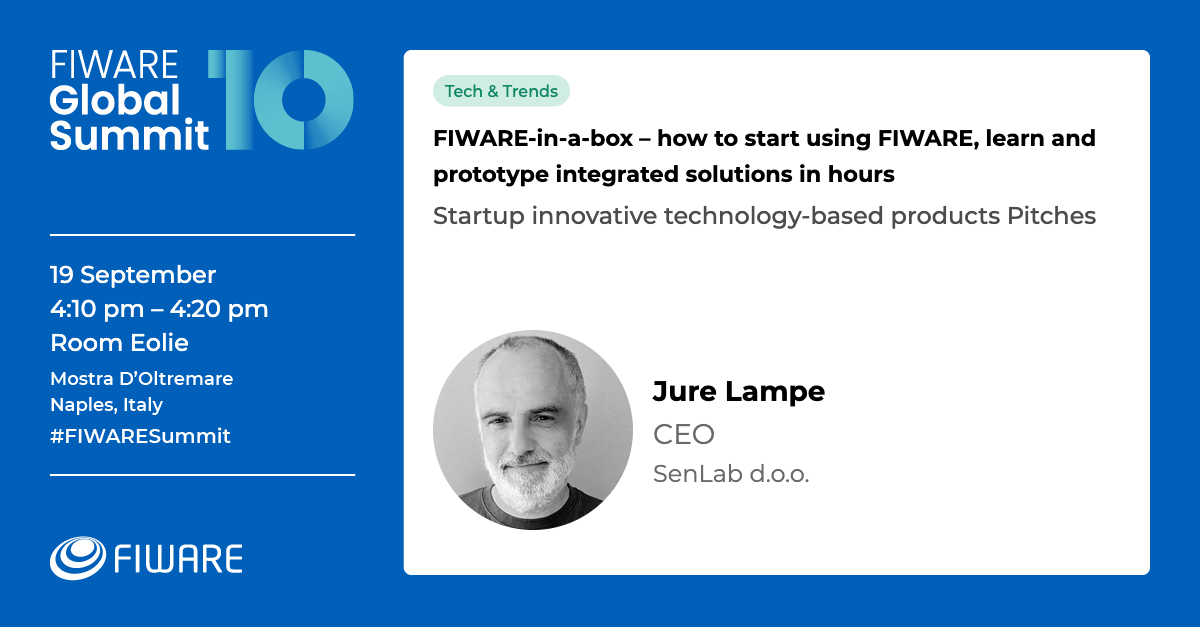 FIWARE
Global
Summit
10
19 September
4:10 pm – 4:20 pm
Room Eolie
Mostra D’Oltremare
Naples, Italy
#FIWARESummit
FIWARE
Tech & Trends
FIWARE-in-a-box – how to start using FIWARE, learn and
prototype integrated solutions in hours
Startup innovative technology-based products Pitches
Jure Lampe
CEO
SenLab d.o.o.